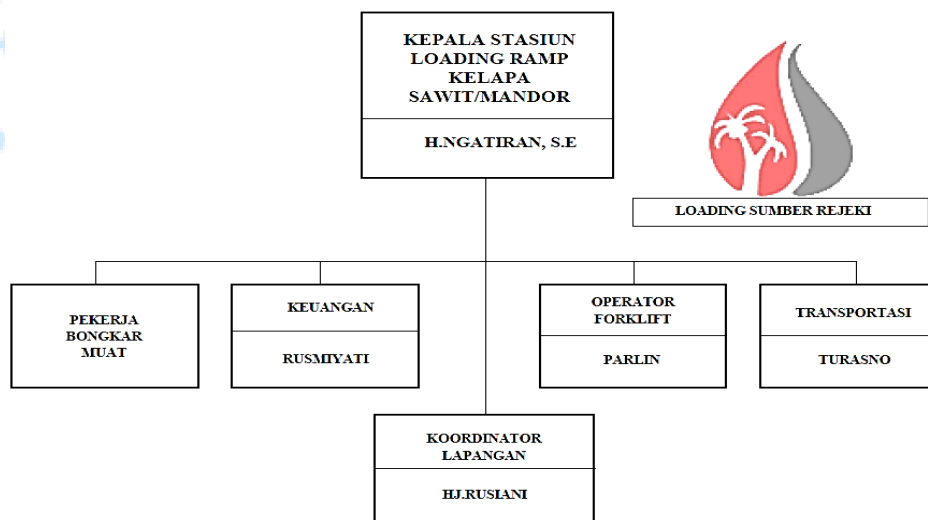 KEPALA STASIUN
LOADING RAMP
KELAPA
SAWIT/MANDOR
H.NGATIRAN, S.E
LOADING SUMBER REJEKI
PEKERJA
BONGKAR
MUAT
KEUANGAN
RUSMIYATI
OPERATOR
FORKLIFT
PARLIN
TRANSPORTASI
TURASNO
KOORDINATOR
LAPANGAN
HJ.RUSIANI